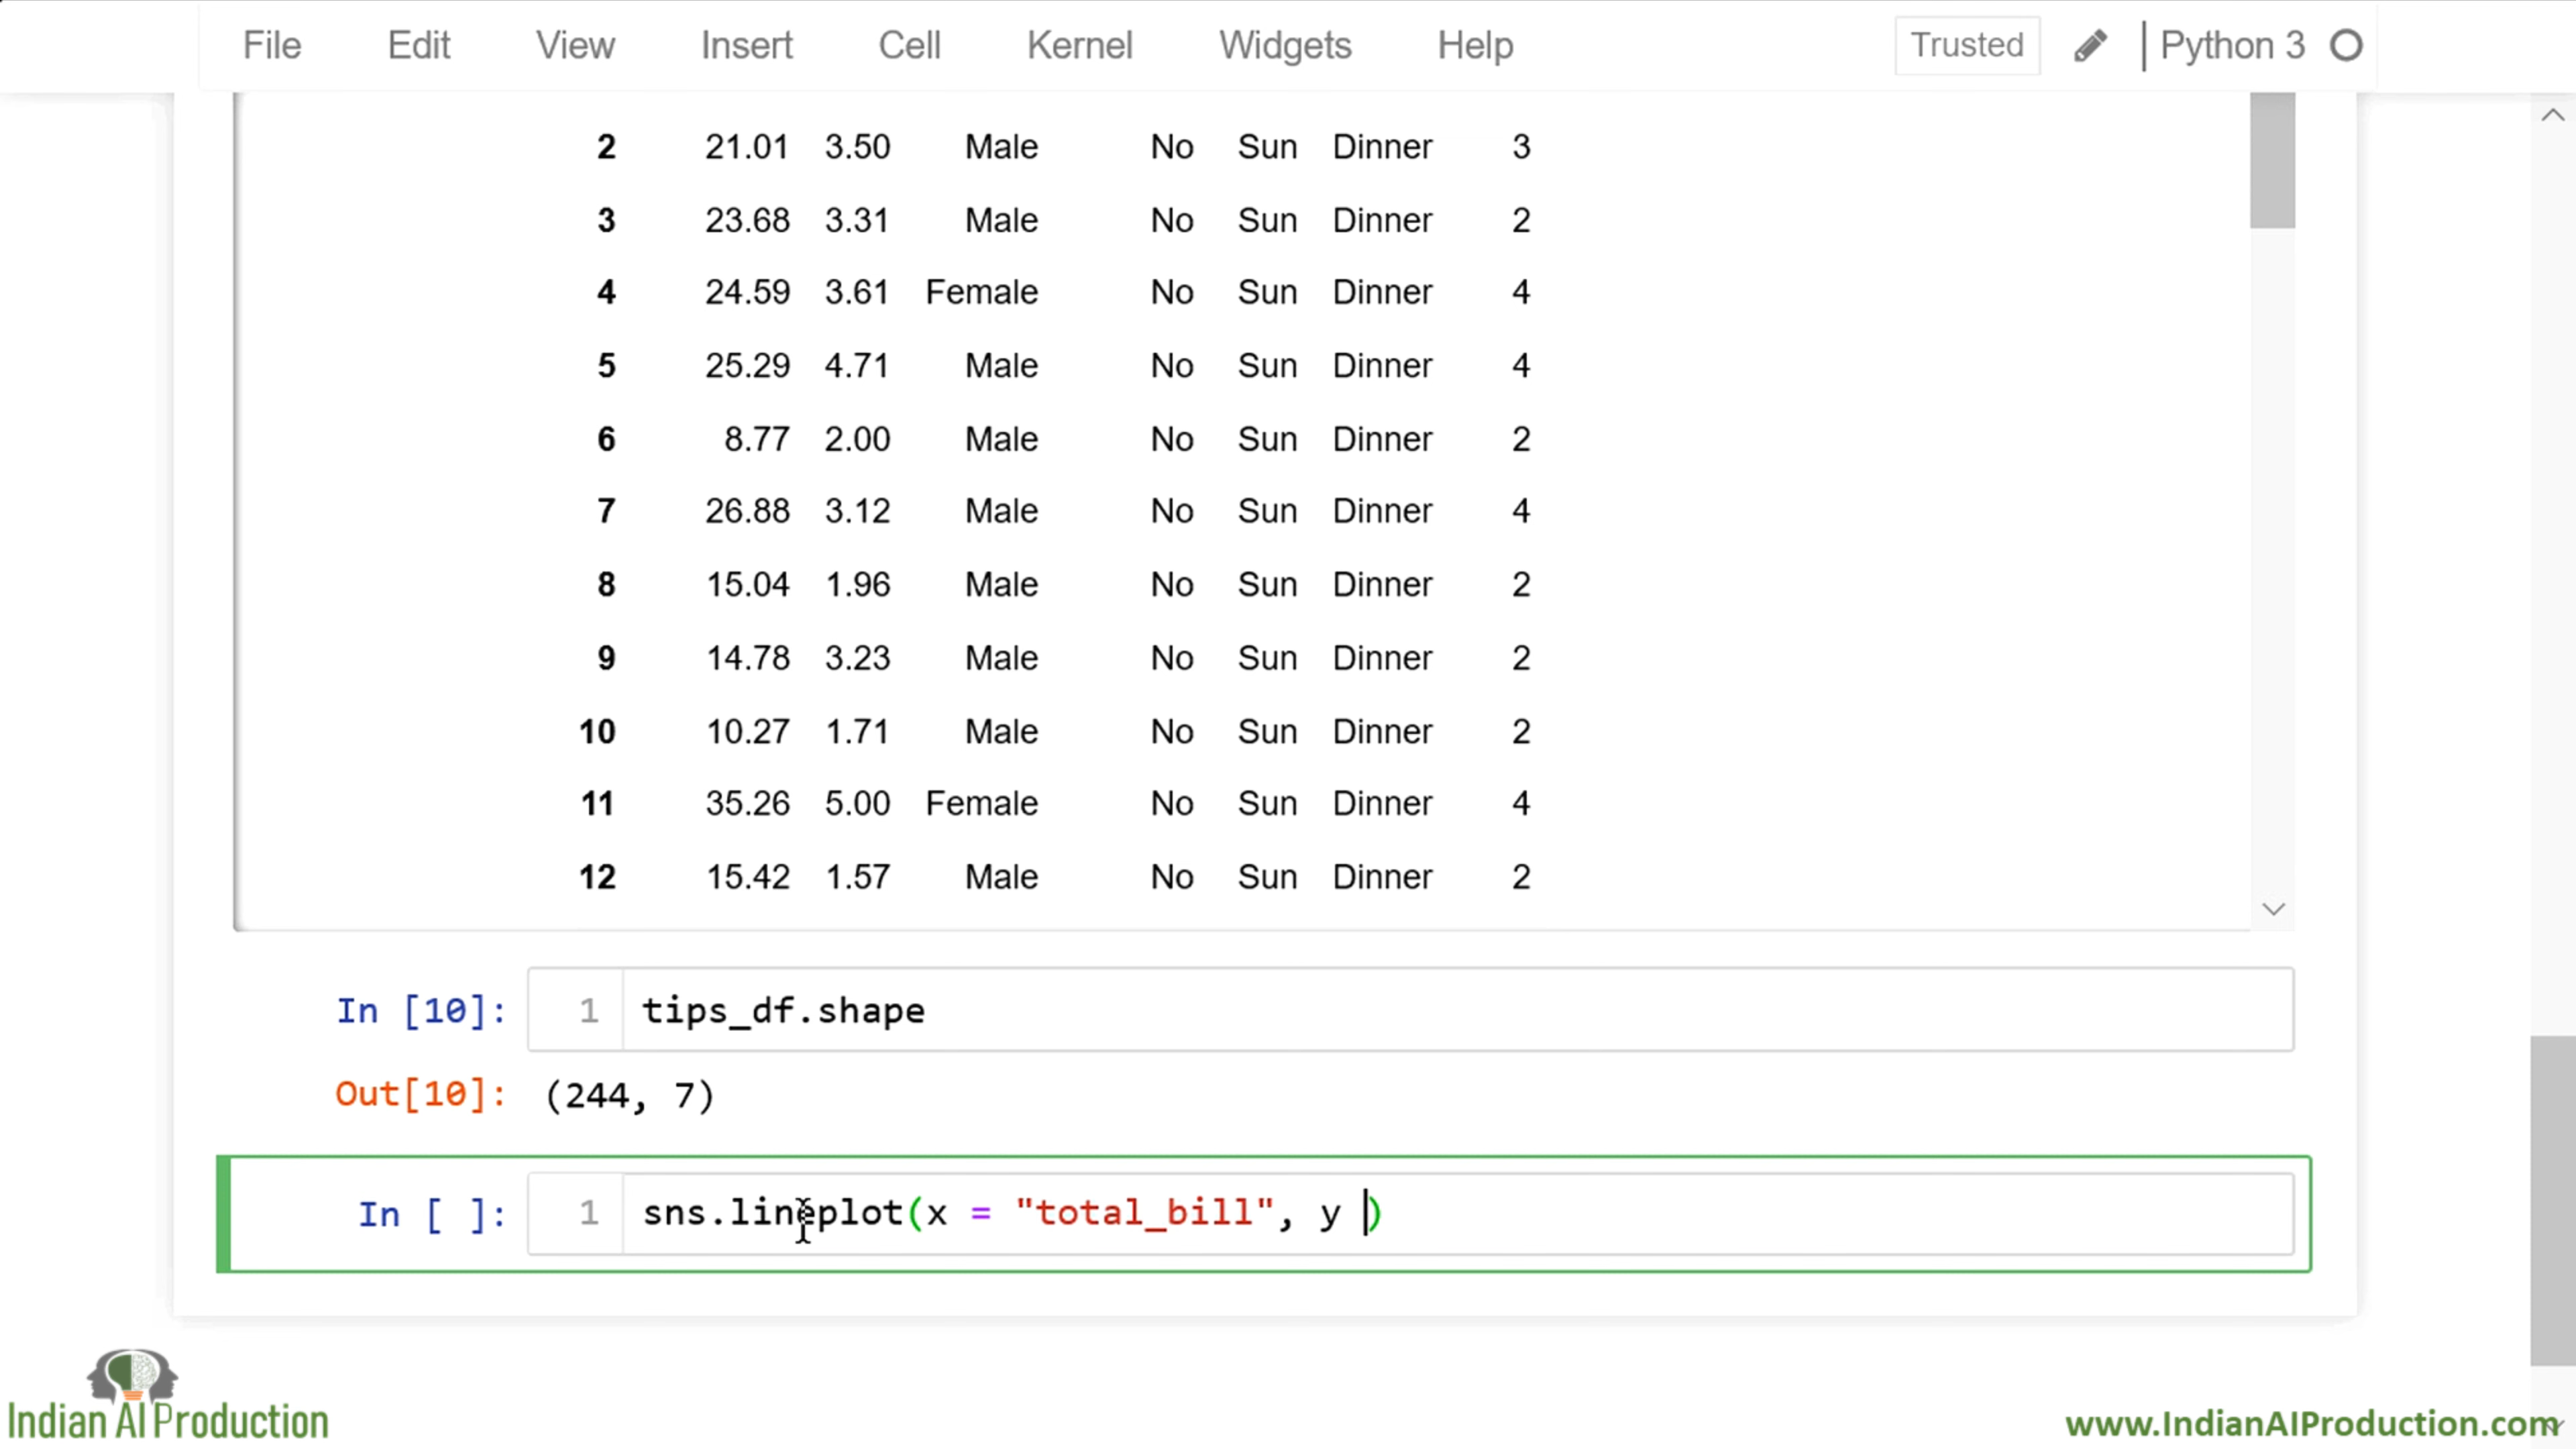 File Edit View Insert Cell Kernel Widgets Help Trusted Python 3
2 21.01 3.50 Male No Sun Dinner 3
3 23.68 3.31 Male No Sun Dinner 2
4 24.59 3.61 Female No Sun Dinner 4
5 25.29 4.71 Male No Sun Dinner 4
6 8.77 2.00 Male No Sun Dinner 2
7 26.88 3.12 Male No Sun Dinner 4
8 15.04 1.96 Male No Sun Dinner 2
9 14.78 3.23 Male No Sun Dinner 2
10 10.27 1.71 Male No Sun Dinner 2
11 35.26 5.00 Female No Sun Dinner 4
12 15.42 1.57 Male No Sun Dinner 2
In [10]: 1 tips_df.shape
Out[10]: (244, 7)
In [ ]: 1 sns.lineplot(x = "total_bill", y )
Indian AI Production
www.IndianAIProduction.com